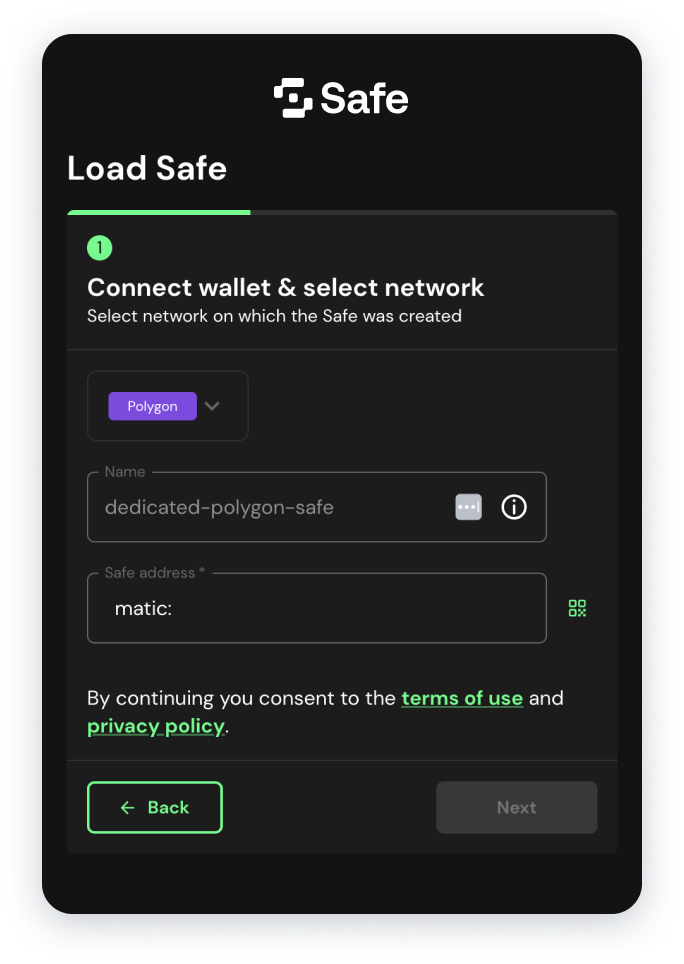 Safe
Load Safe
1
Connect wallet & select network
Select network on which the Safe was created
Polygon
Name
dedicated-polygon-safe
Safe address *
matic:
By continuing you consent to the terms of use and
privacy policy.
Back
Next